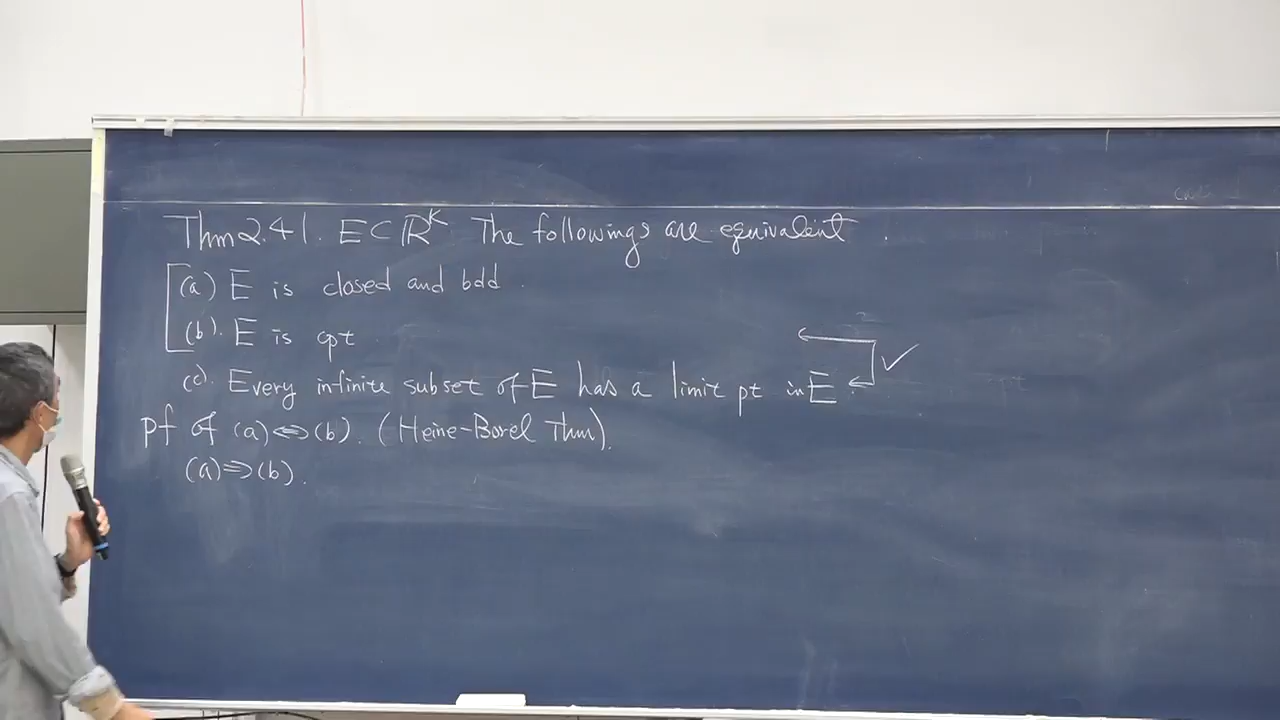 Thm 2.41. E⊂ℝᵏ. The followings are equivalent.
(a) E is closed and bdd.
(b). E is cpt
(c). Every infinite subset of E has a limit pt in E
pf of (a)⇔(b). (Heine-Borel Thm).
(a)⇒(b).